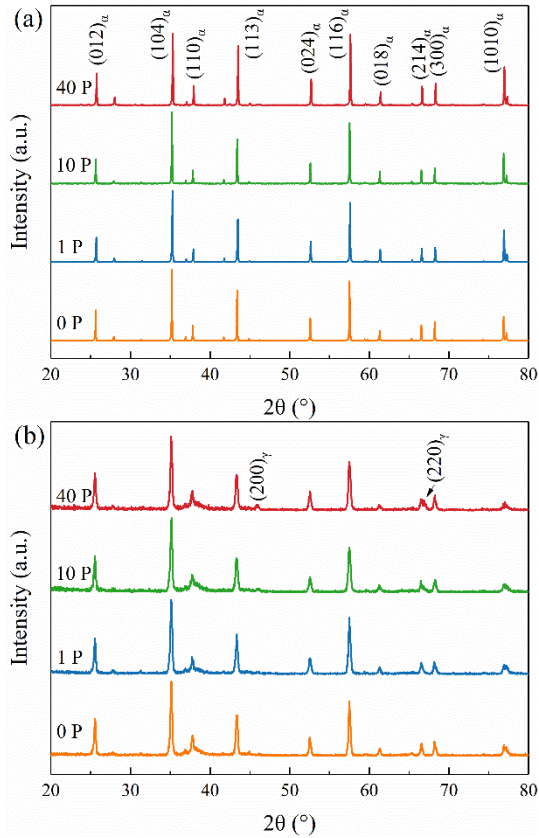 (a)
(012)α
(104)α
(110)α
(113)α
(024)α
(116)α
(018)α
(214)α
(300)α
(1010)α
40 P
10 P
1 P
0 P
Intensity (a.u.)
20 30 40 50 60 70 80
2θ (°)
(b)
(200)γ
(220)γ
40 P
10 P
1 P
0 P
Intensity (a.u.)
20 30 40 50 60 70 80
2θ (°)